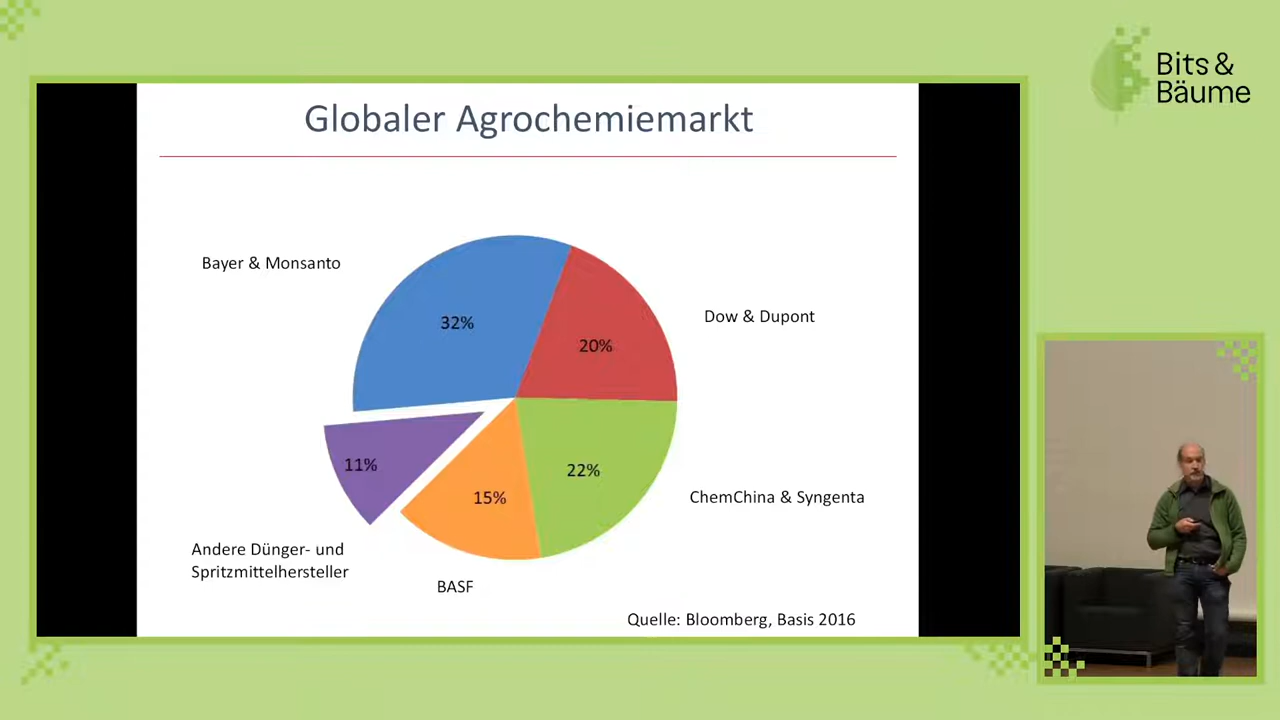 Bits &
Bäume
Globaler Agrochemiemarkt
Bayer & Monsanto
32%
20%
Dow & Dupont
11%
15%
22%
ChemChina & Syngenta
Andere Dünger- und
Spritzmittelhersteller
BASF
Quelle: Bloomberg, Basis 2016